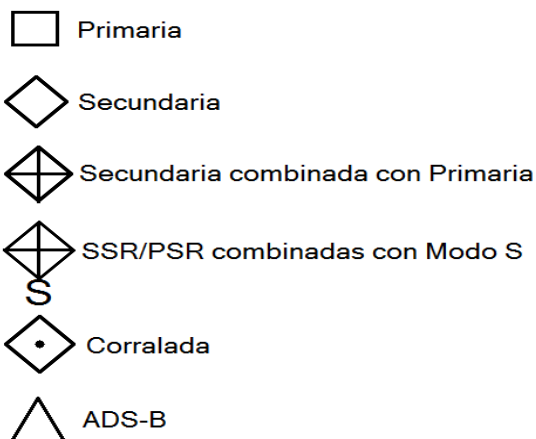 Primaria
Secundaria
Secundaria combinada con Primaria
SSR/PSR combinadas con Modo S
S
Corralada
ADS-B